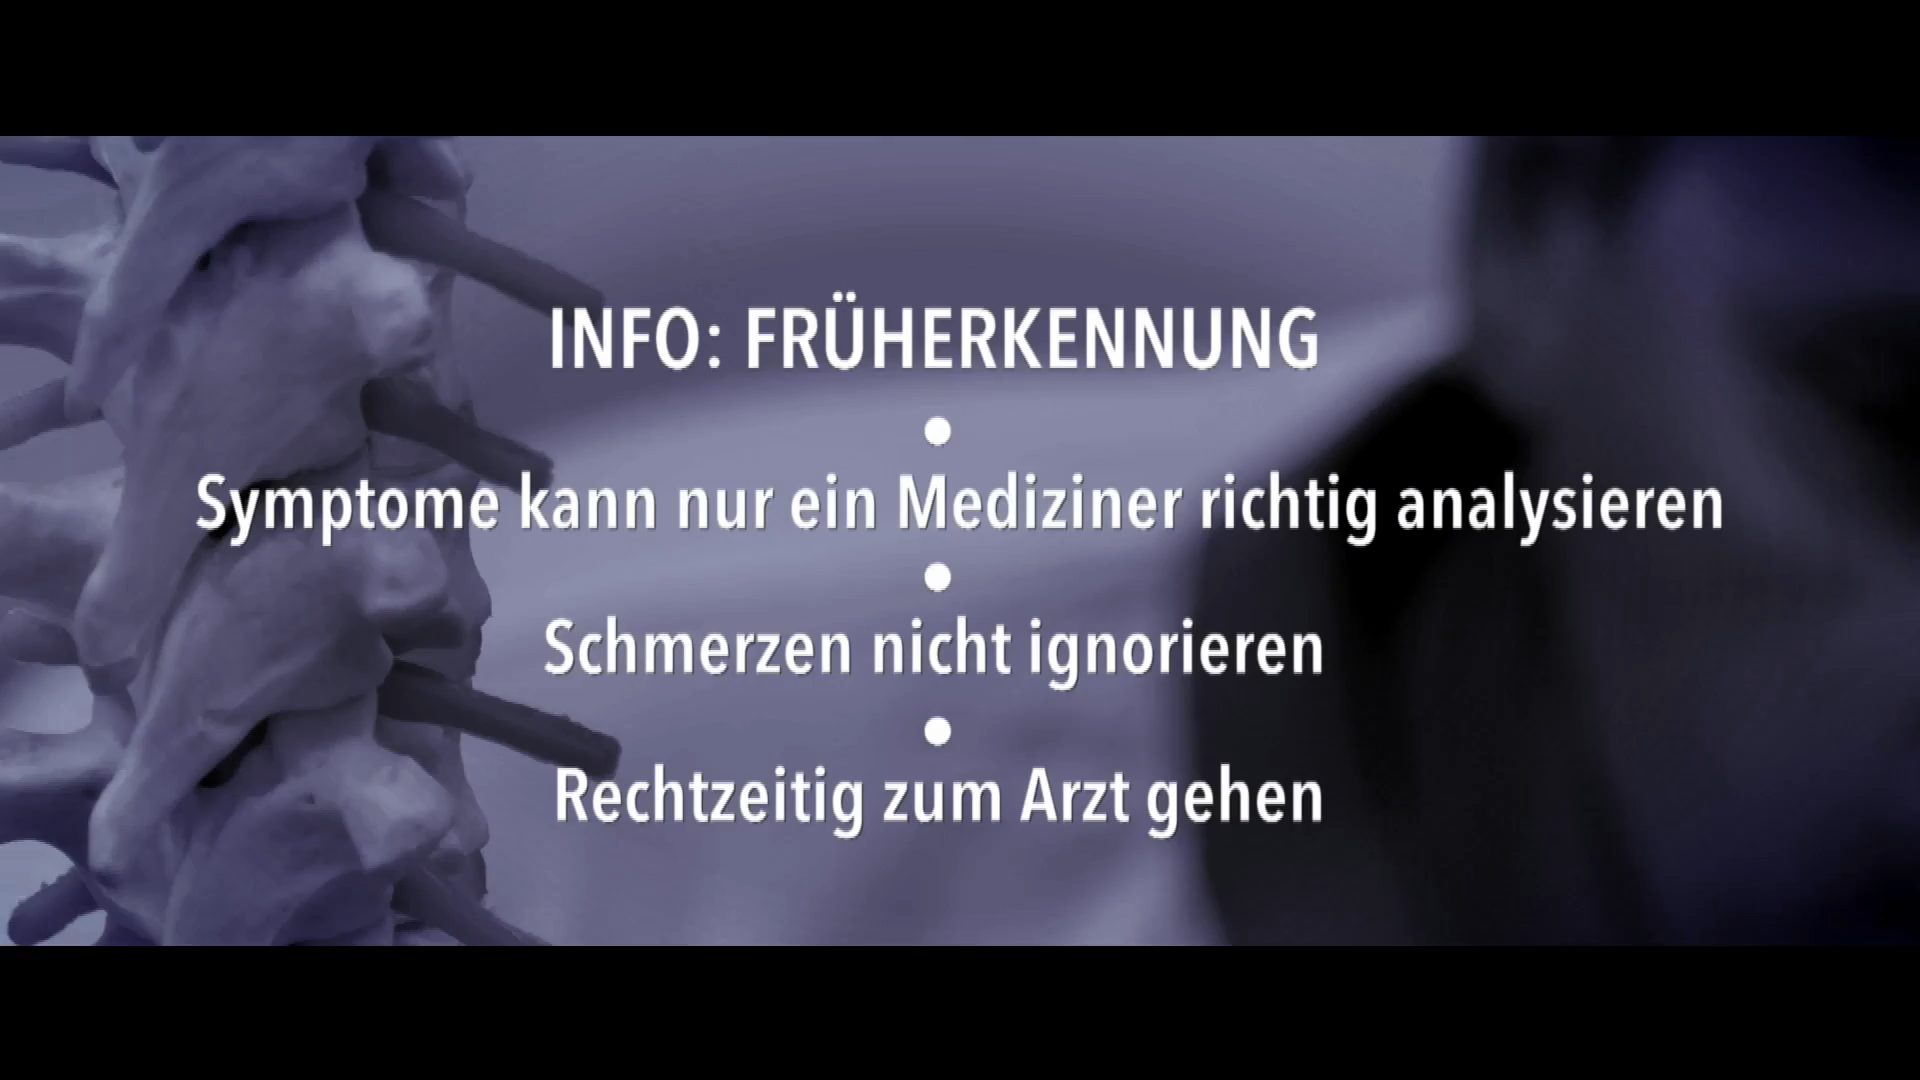 INFO: FRÜHERKENNUNG
•
Symptome kann nur ein Mediziner richtig analysieren
•
Schmerzen nicht ignorieren
•
Rechtzeitig zum Arzt gehen